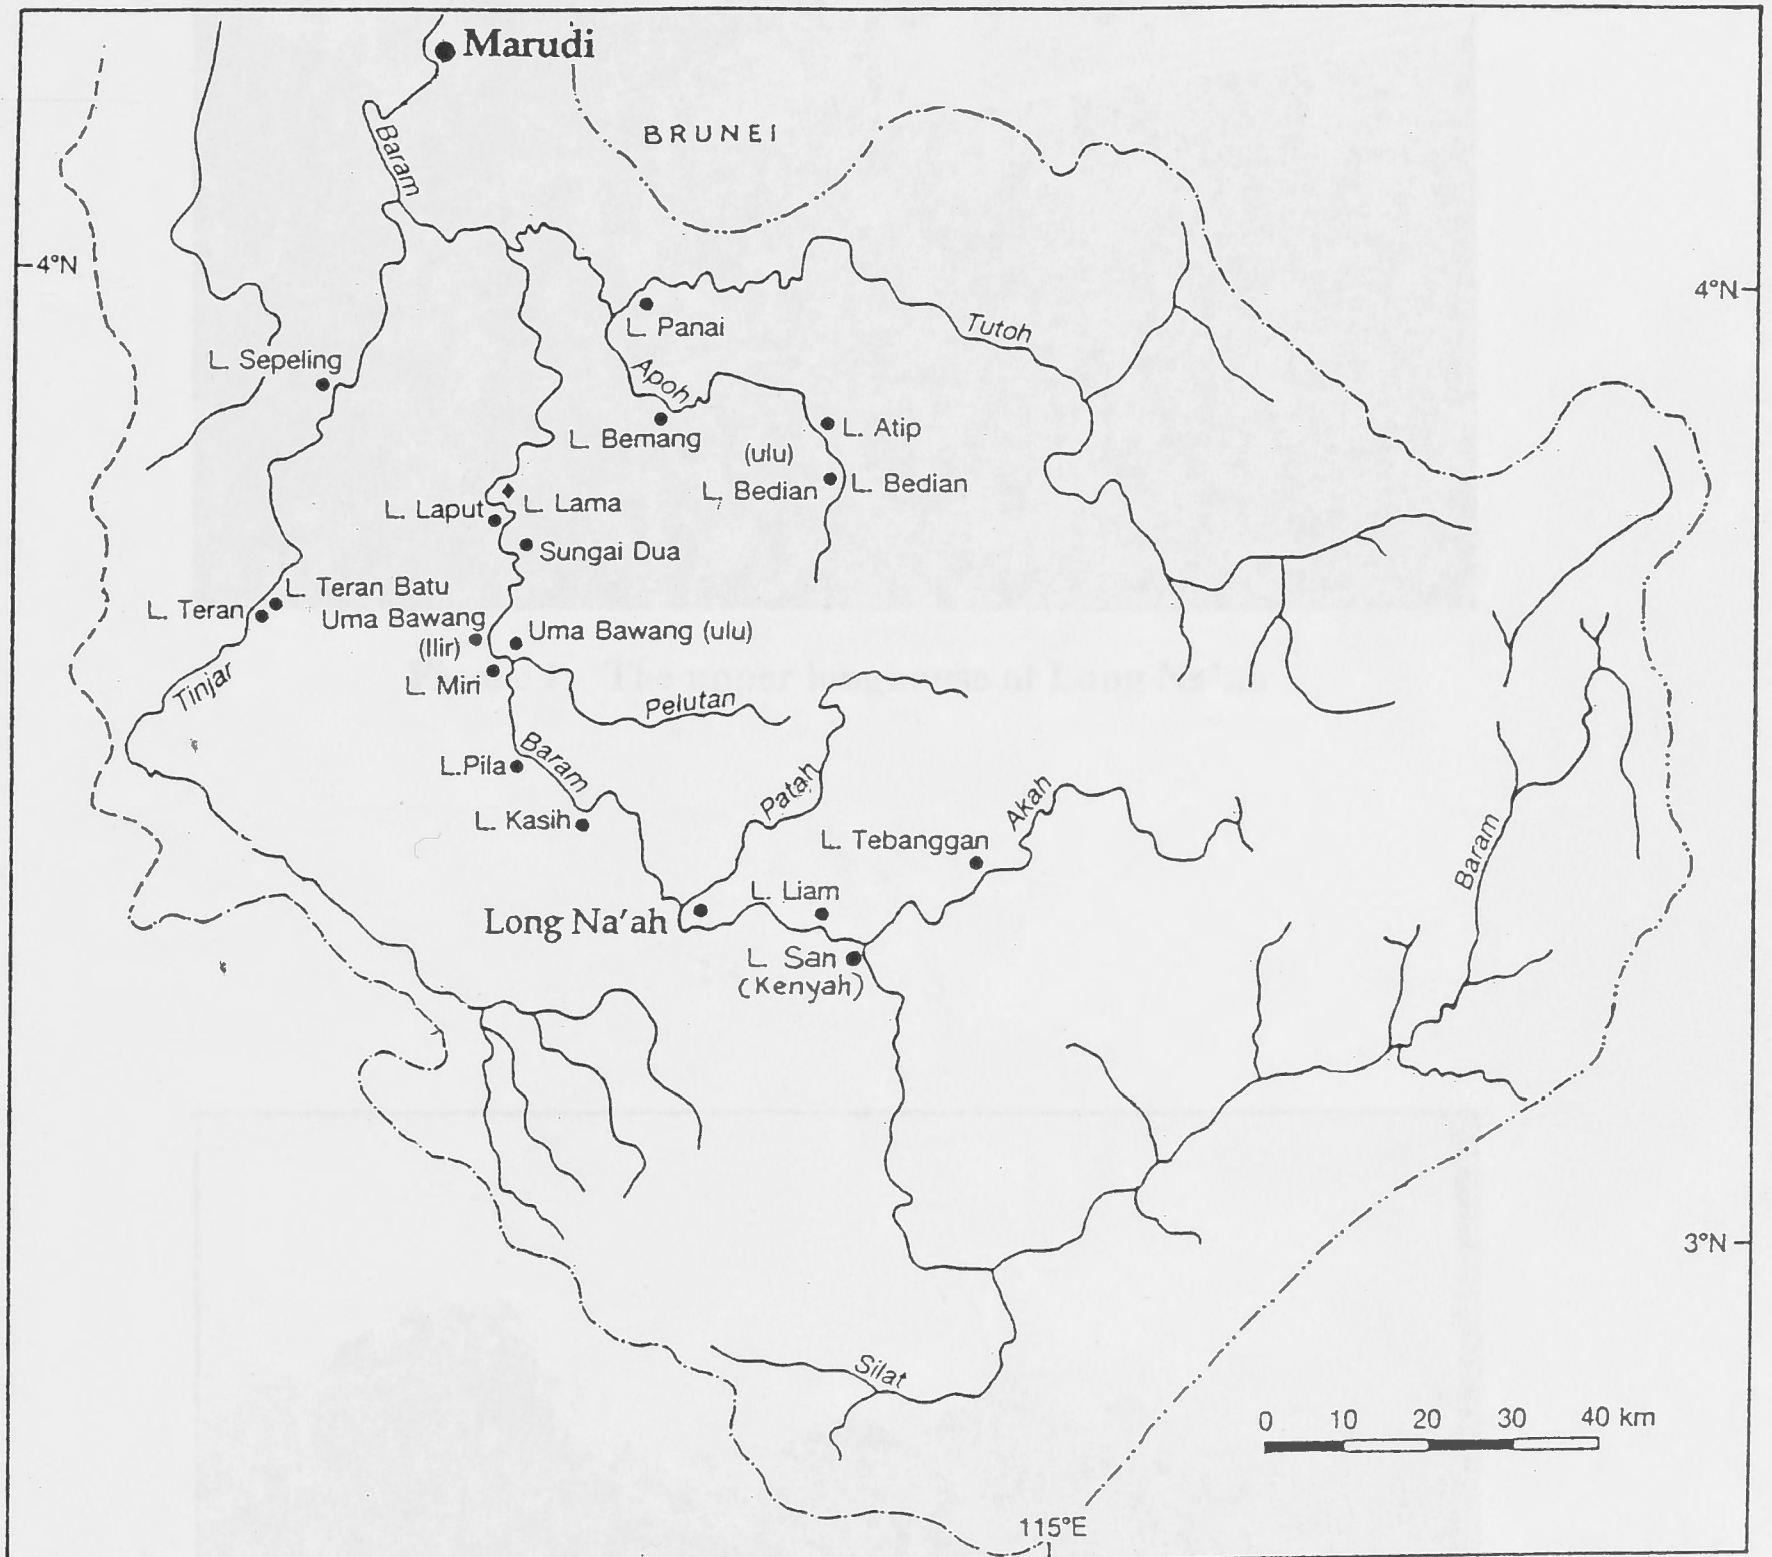 Marudi
Baram
BRUNEI
4°N
4°N
L. Panai
Tutoh
L. Sepeling
Apoh
L. Bemang
L. Atip
(ulu)
L. Bedian
L. Bedian
L. Laput
L. Lama
Sungai Dua
L. Teran Batu
L. Teran
Uma Bawang
(Ilir)
Uma Bawang (ulu)
L. Miri
Tinjar
Pelutan
Baram
L.Pila
Patah
Akah
L. Kasih
L. Tebanggan
Baram
L. Liam
Long Na'ah
L. San
(Kenyah)
3°N
Silat
0 10 20 30 40 km
115°E